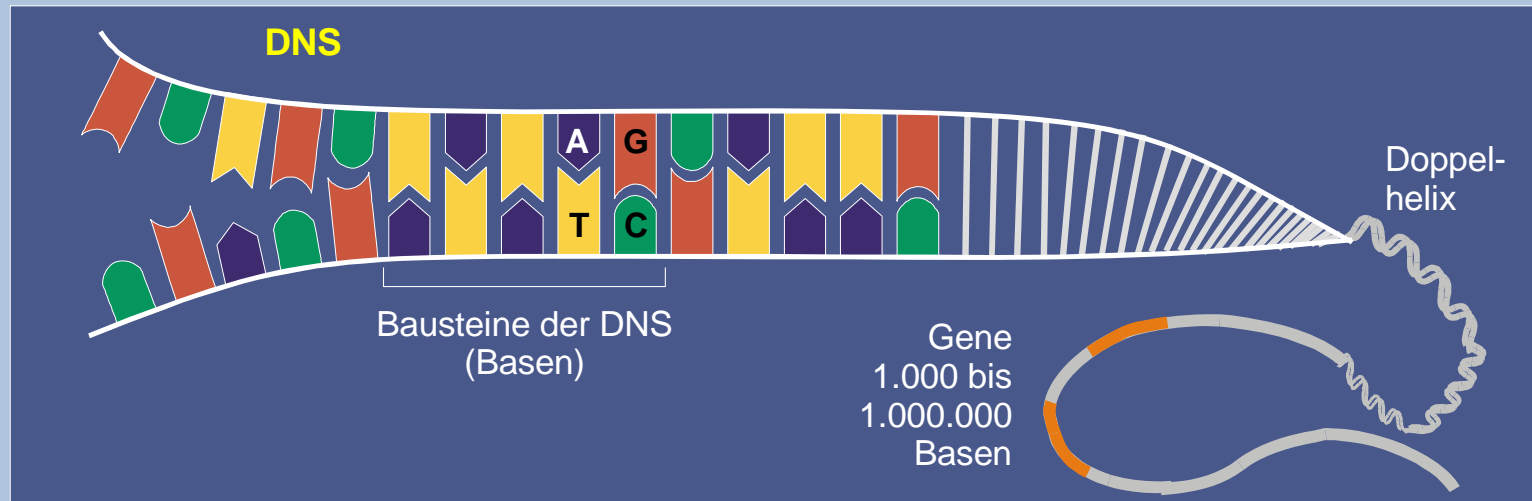 DNS
A
G
T
C
Doppel-
helix
Bausteine der DNS
(Basen)
Gene
1.000 bis
1.000.000
Basen